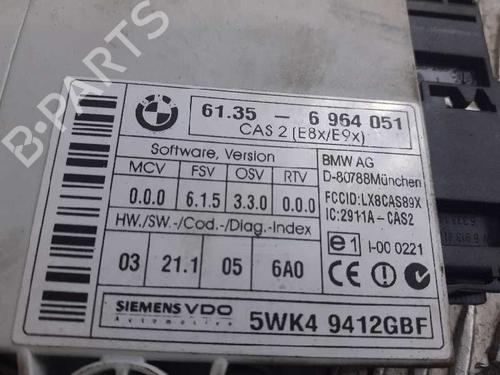 BMW
61.35 - 6 964 051
CAS 2 (E8x/E9x)
Software, Version
MCV FSV OSV RTV
0.0.0 6.1.5 3.3.0 0.0.0
HW./SW.-/Cod.-/Diag.-Index
03 21.1 05 6A0
BMW AG
D-80788München
FCCID:LX8CAS89X
IC:2911A-CAS2
e1 I-00 0221
CE
SIEMENS VDO
Automotive
5WK4 9412GBF